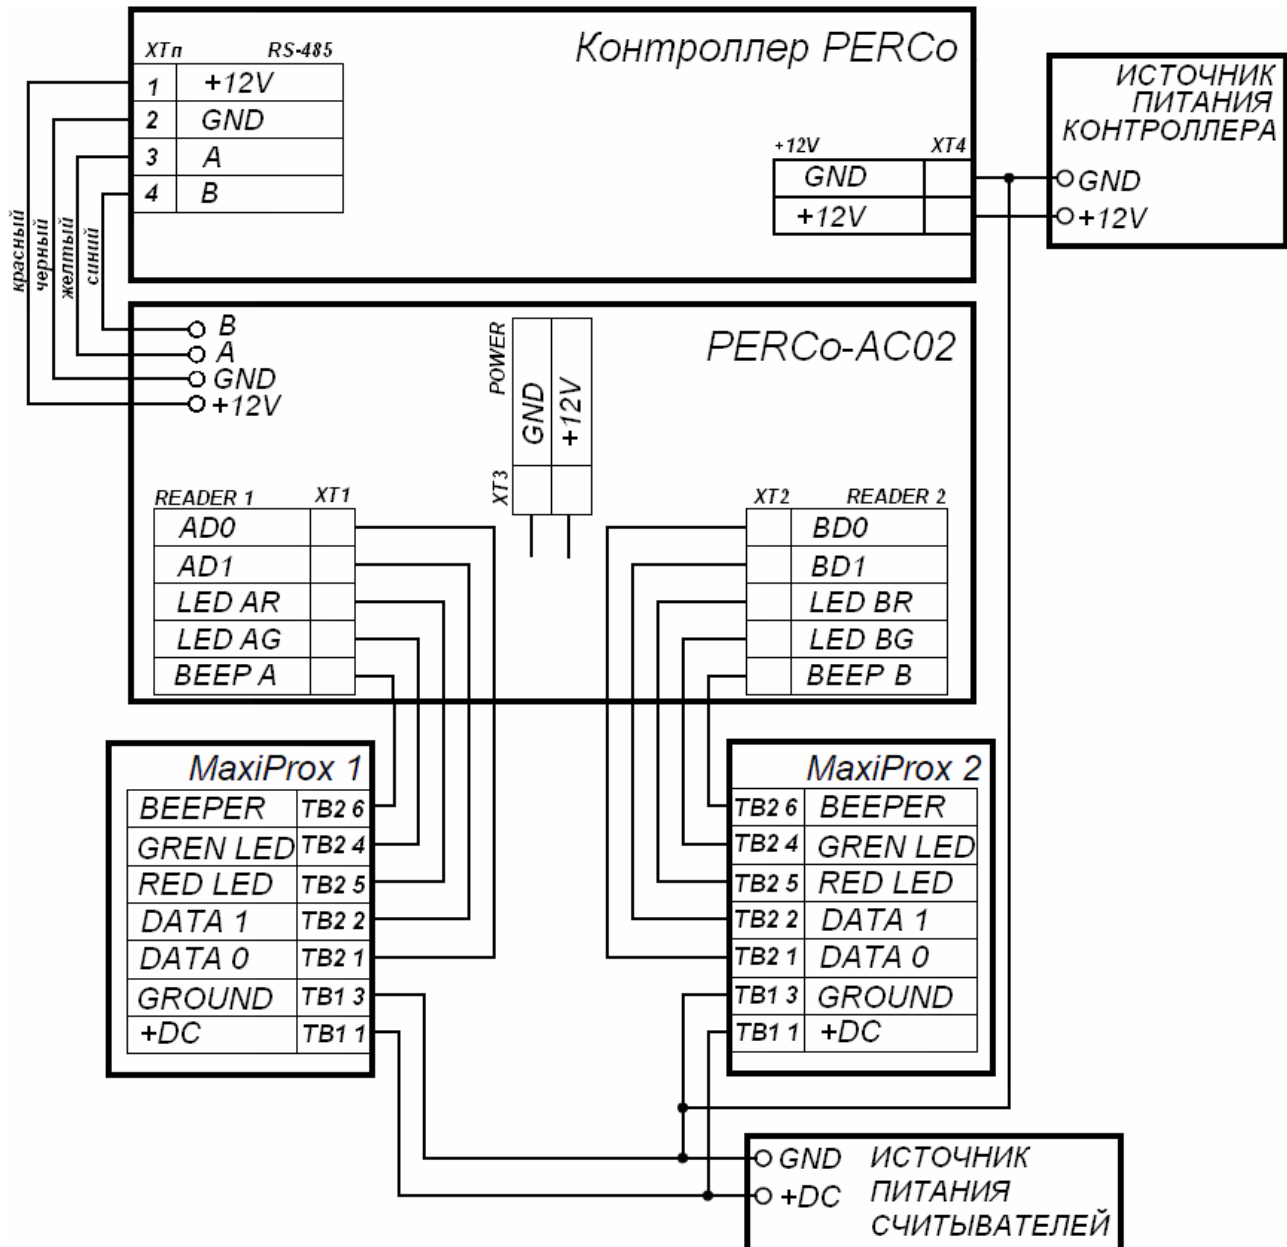 Контроллер PERCo
XTn RS-485
1 +12V
2 GND
3 A
4 B
+12V XT4
GND
+12V
ИСТОЧНИК
ПИТАНИЯ
КОНТРОЛЛЕРА
GND
+12V
красный
черный
желтый
синий
PERCo-AC02
B
A
GND
+12V
POWER
GND
+12V
XT3
READER 1 XT1
AD0
AD1
LED AR
LED AG
BEEP A
XT2 READER 2
BD0
BD1
LED BR
LED BG
BEEP B
MaxiProx 1
BEEPER TB2 6
GREN LED TB2 4
RED LED TB2 5
DATA 1 TB2 2
DATA 0 TB2 1
GROUND TB1 3
+DC TB1 1
MaxiProx 2
TB2 6 BEEPER
TB2 4 GREN LED
TB2 5 RED LED
TB2 2 DATA 1
TB2 1 DATA 0
TB1 3 GROUND
TB1 1 +DC
GND ИСТОЧНИК
+DC ПИТАНИЯ
СЧИТЫВАТЕЛЕЙ